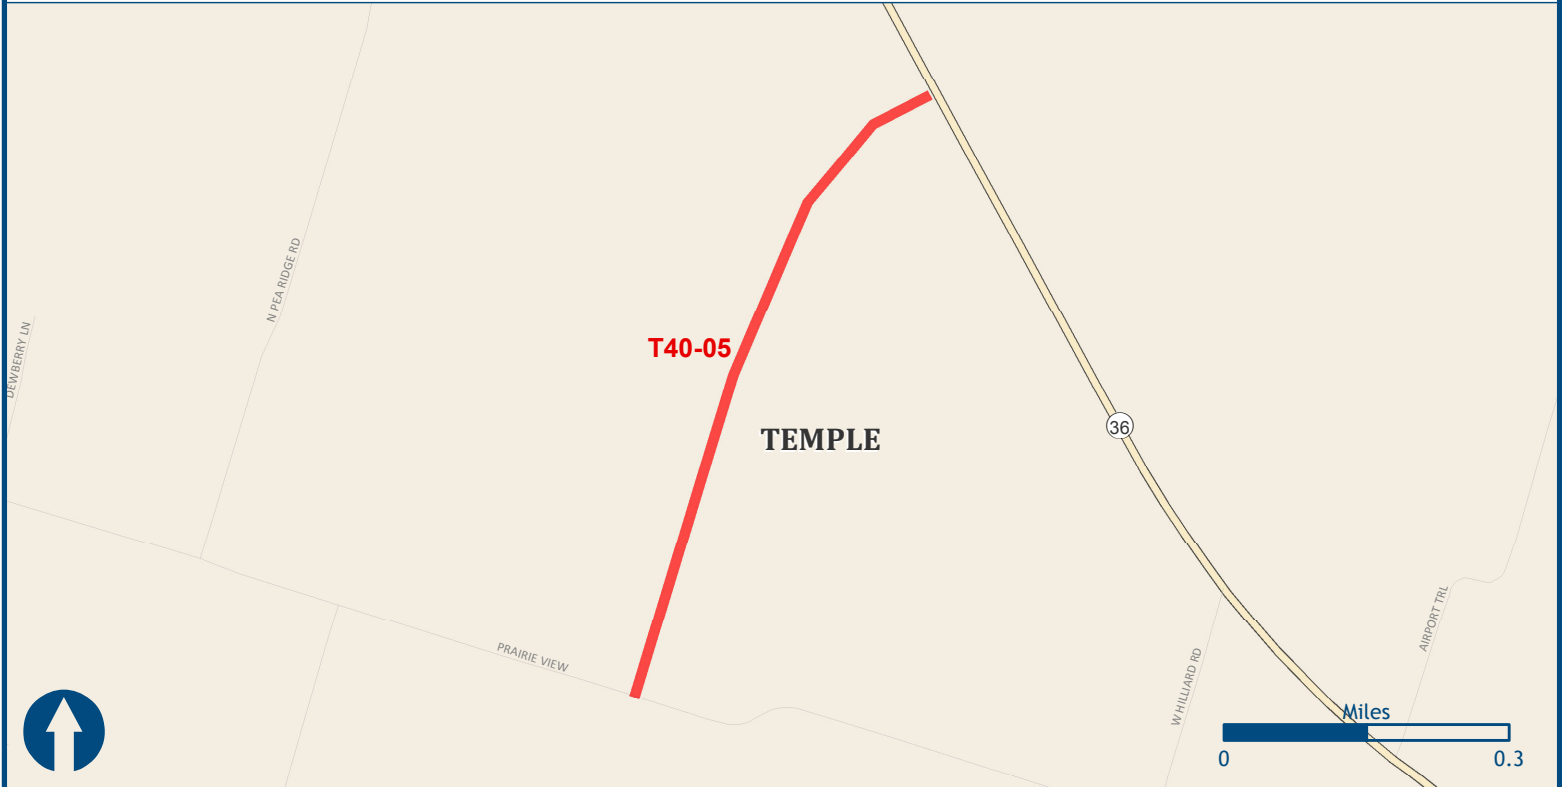 N PEA RIDGE RD
DEWBERRY LN
T40-05
TEMPLE
36
PRAIRIE VIEW
AIRPORT TRL
W HILLIARD RD
Miles
0
0.3